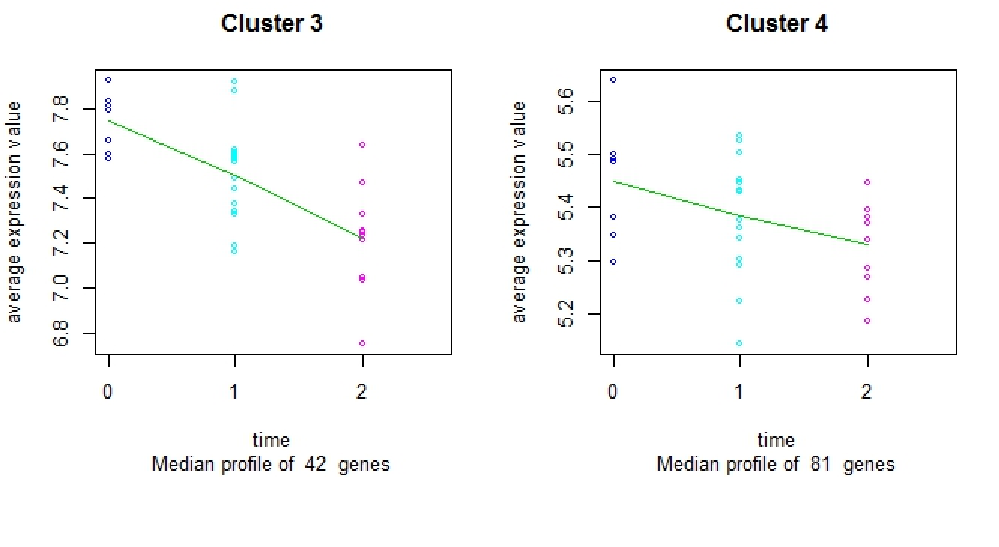 Cluster 3
average expression value
7.8
7.6
7.4
7.2
7.0
6.8
0 1 2
time
Median profile of 42 genes
Cluster 4
average expression value
5.6
5.5
5.4
5.3
5.2
0 1 2
time
Median profile of 81 genes